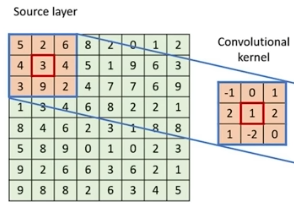 Source layer
5 2 6 8 2 0 1 2
4 3 4 5 1 9 6 3
3 9 2 4 7 7 6 9
1 3 4 6 8 2 2 1
8 4 6 2 3 1 8 8
5 8 9 0 1 0 2 3
9 2 6 6 3 6 2 1
9 8 8 2 6 3 4 5
Convolutional
kernel
-1 0 1
2 1 2
1 -2 0